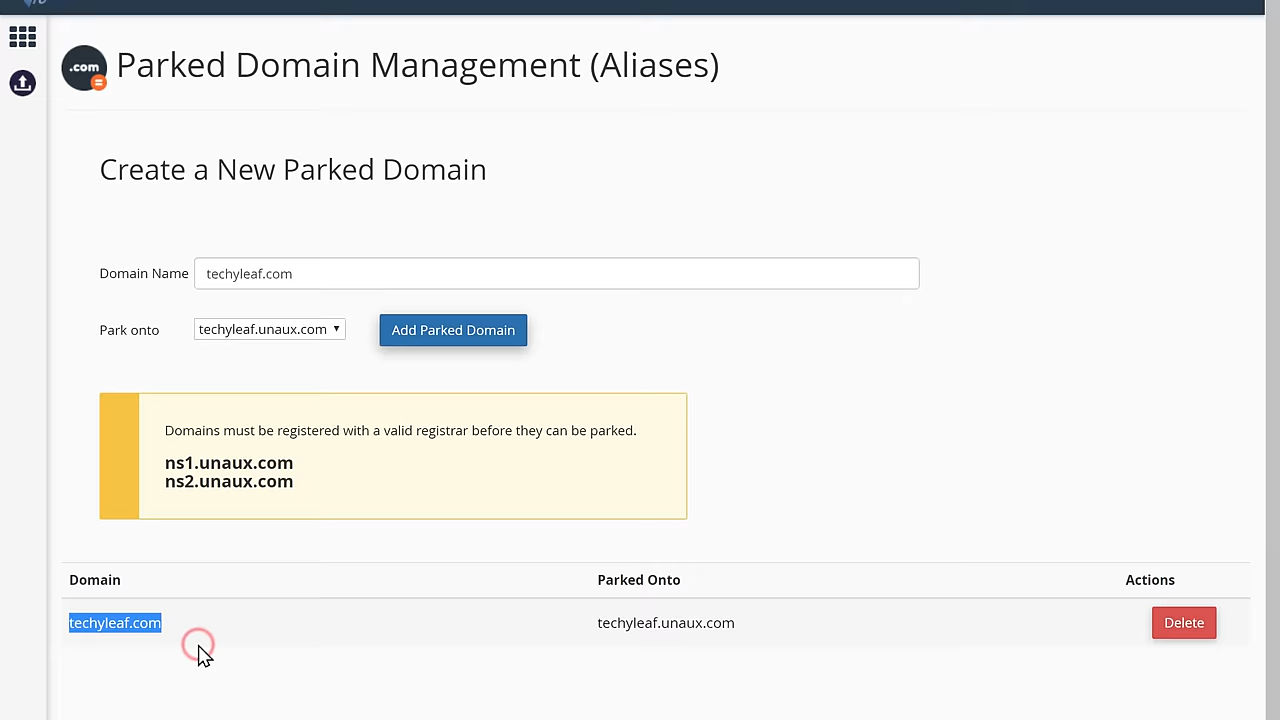 .com
Parked Domain Management (Aliases)
Create a New Parked Domain
Domain Name techyleaf.com
Park onto techyleaf.unaux.com Add Parked Domain
Domains must be registered with a valid registrar before they can be parked.
ns1.unaux.com
ns2.unaux.com
Domain Parked Onto Actions
techyleaf.com techyleaf.unaux.com Delete